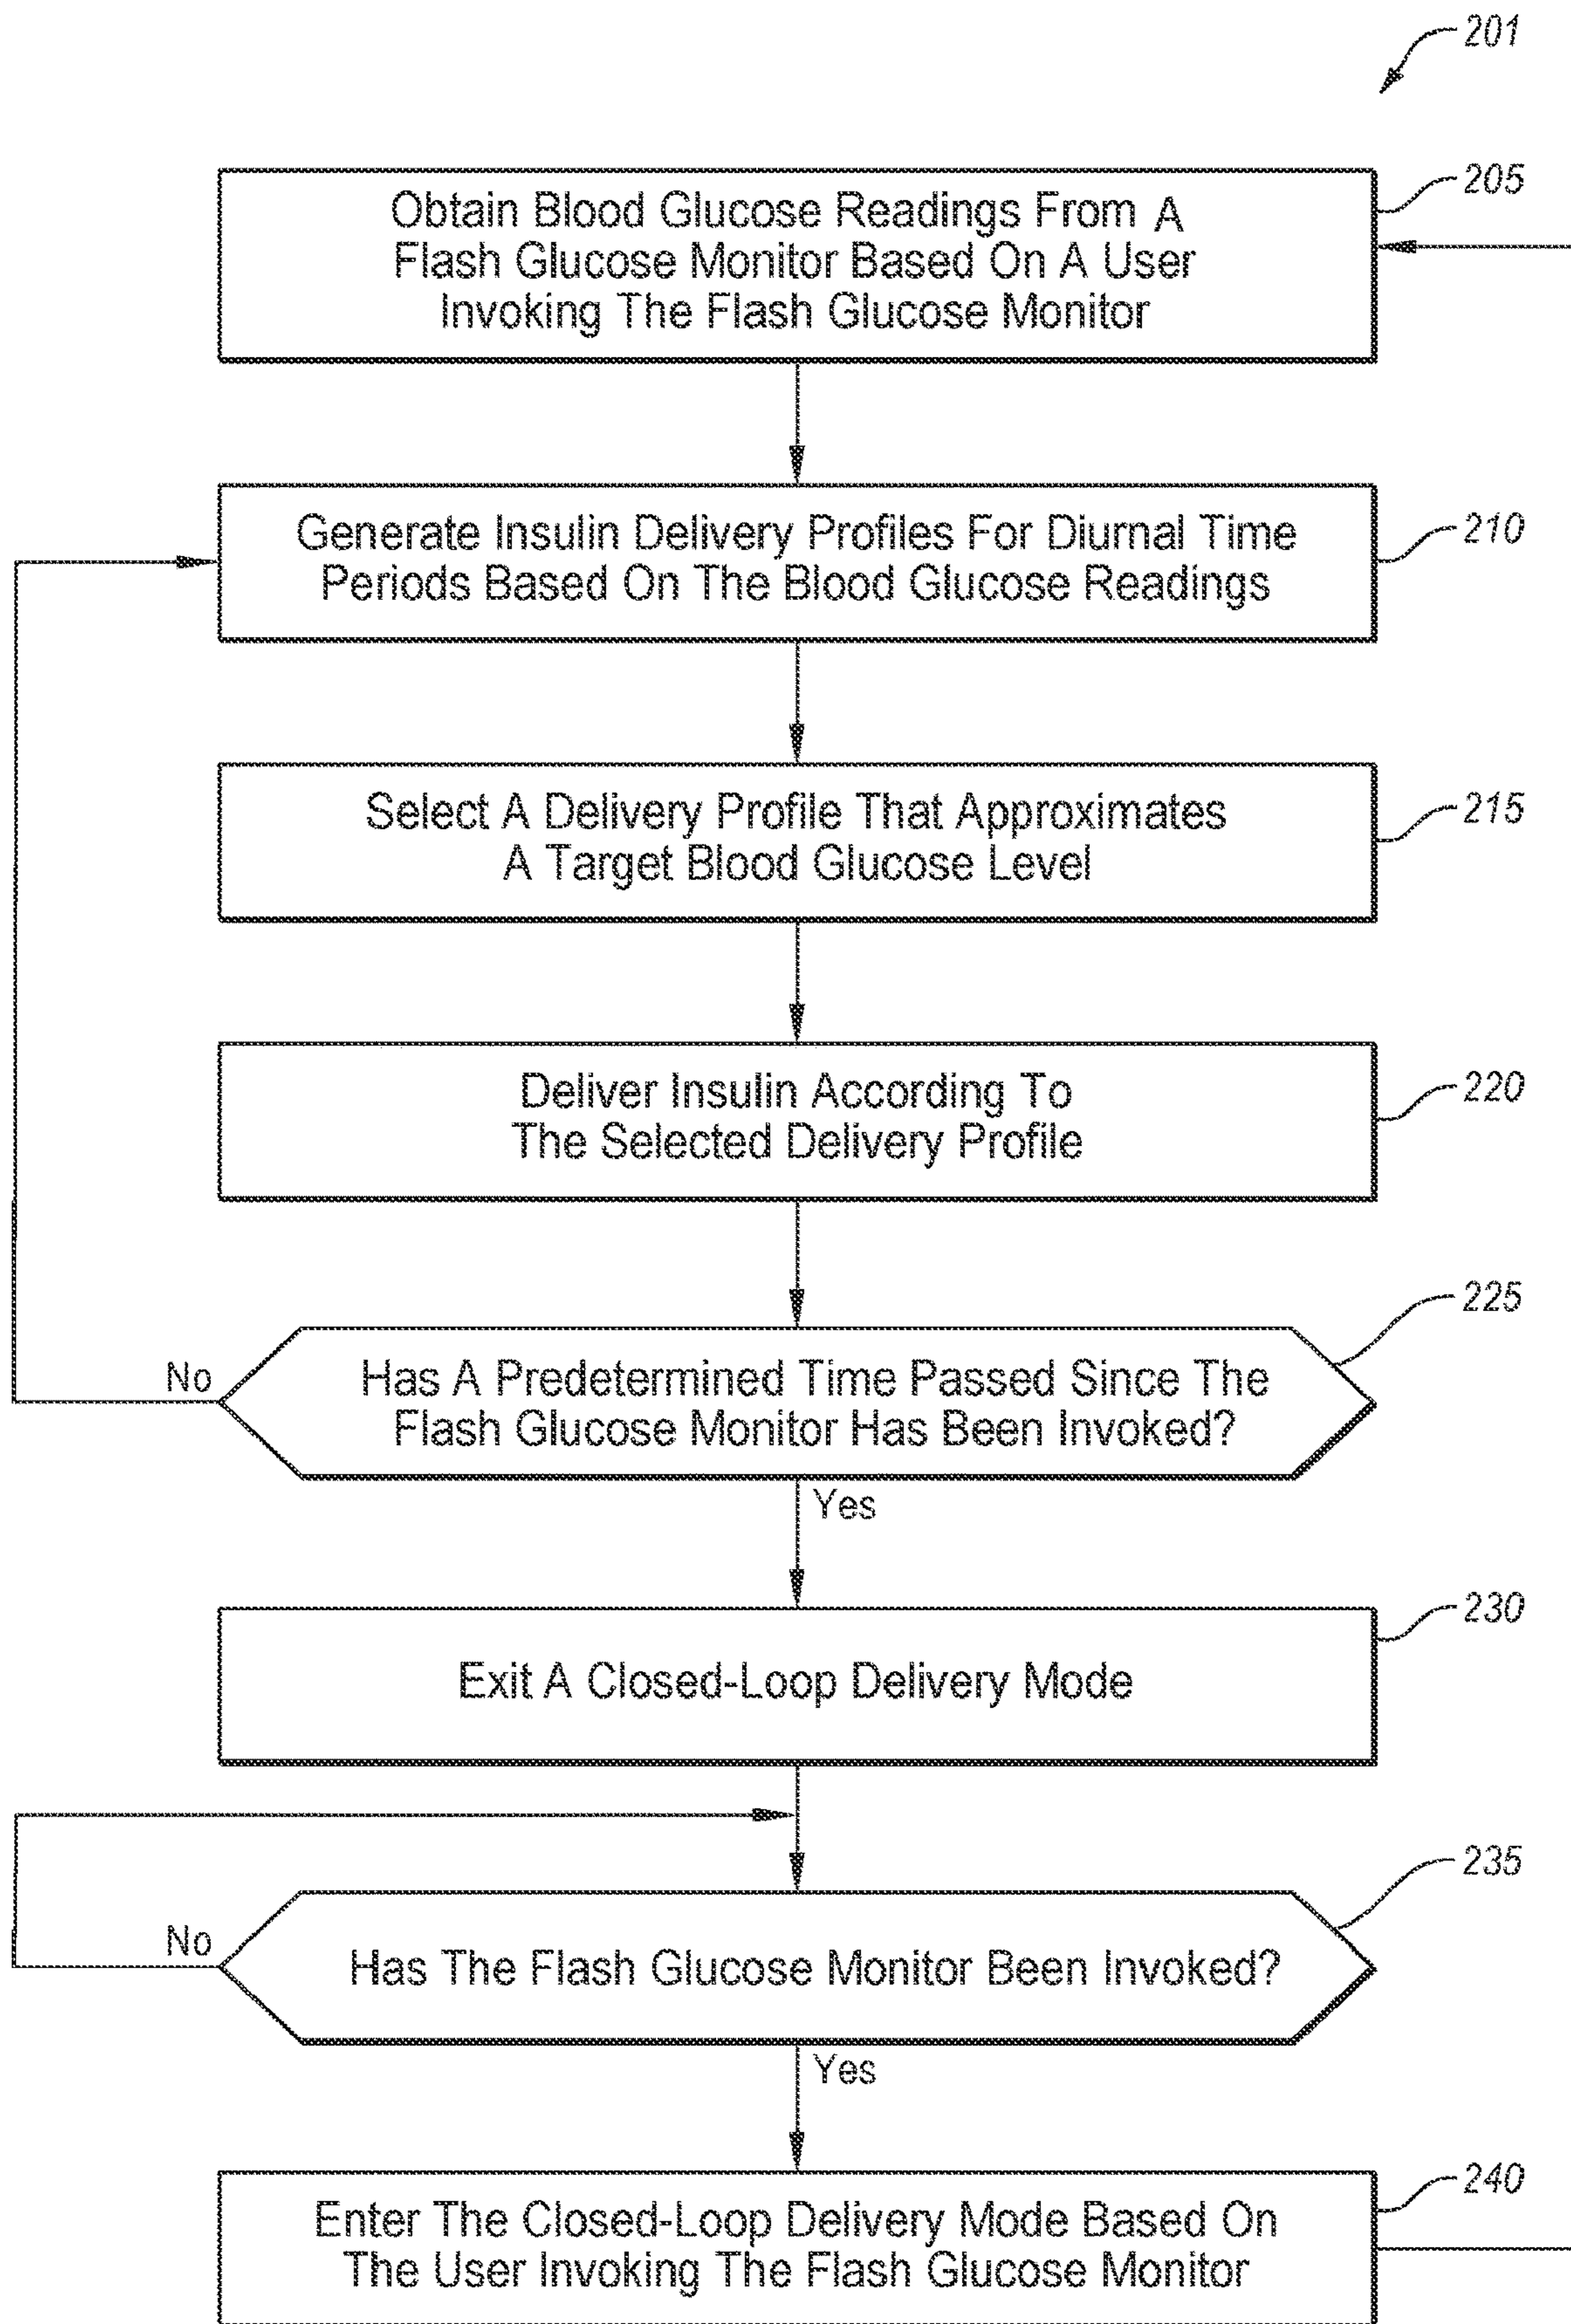 201
205
Obtain Blood Glucose Readings From A
Flash Glucose Monitor Based On A User
Invoking The Flash Glucose Monitor
210
Generate Insulin Delivery Profiles For Diurnal Time
Periods Based On The Blood Glucose Readings
215
Select A Delivery Profile That Approximates
A Target Blood Glucose Level
220
Deliver Insulin According To
The Selected Delivery Profile
225
No
Has A Predetermined Time Passed Since The
Flash Glucose Monitor Has Been Invoked?
Yes
230
Exit A Closed-Loop Delivery Mode
235
No
Has The Flash Glucose Monitor Been Invoked?
Yes
240
Enter The Closed-Loop Delivery Mode Based On
The User Invoking The Flash Glucose Monitor